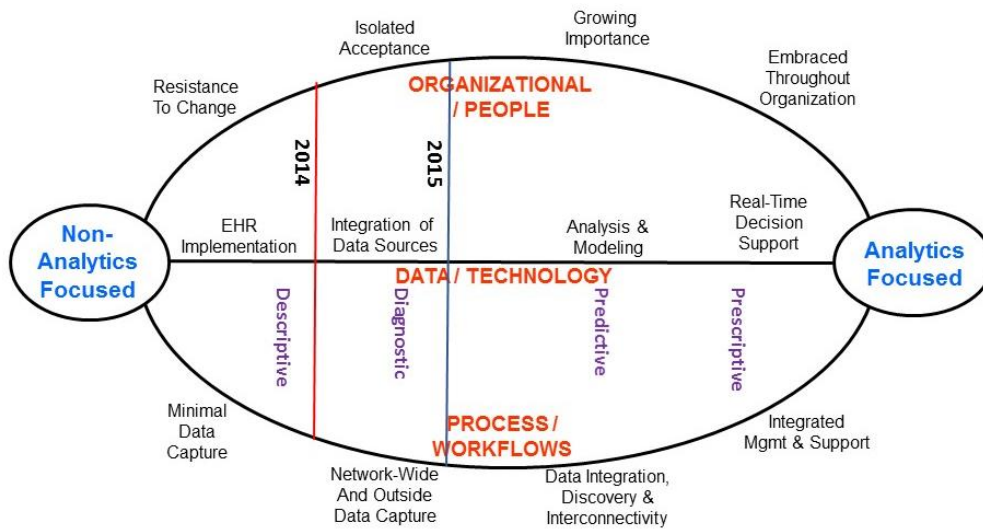 Isolated
Acceptance
Growing
Importance
Resistance
To Change
Embraced
Throughout
Organization
ORGANIZATIONAL
/ PEOPLE
2014
2015
Non-
Analytics
Focused
EHR
Implementation
Integration of
Data Sources
Analysis &
Modeling
Real-Time
Decision
Support
Analytics
Focused
DATA / TECHNOLOGY
Descriptive
Diagnostic
Predictive
Prescriptive
Minimal
Data
Capture
PROCESS /
WORKFLOWS
Integrated
Mgmt & Support
Network-Wide
And Outside
Data Capture
Data Integration,
Discovery &
Interconnectivity